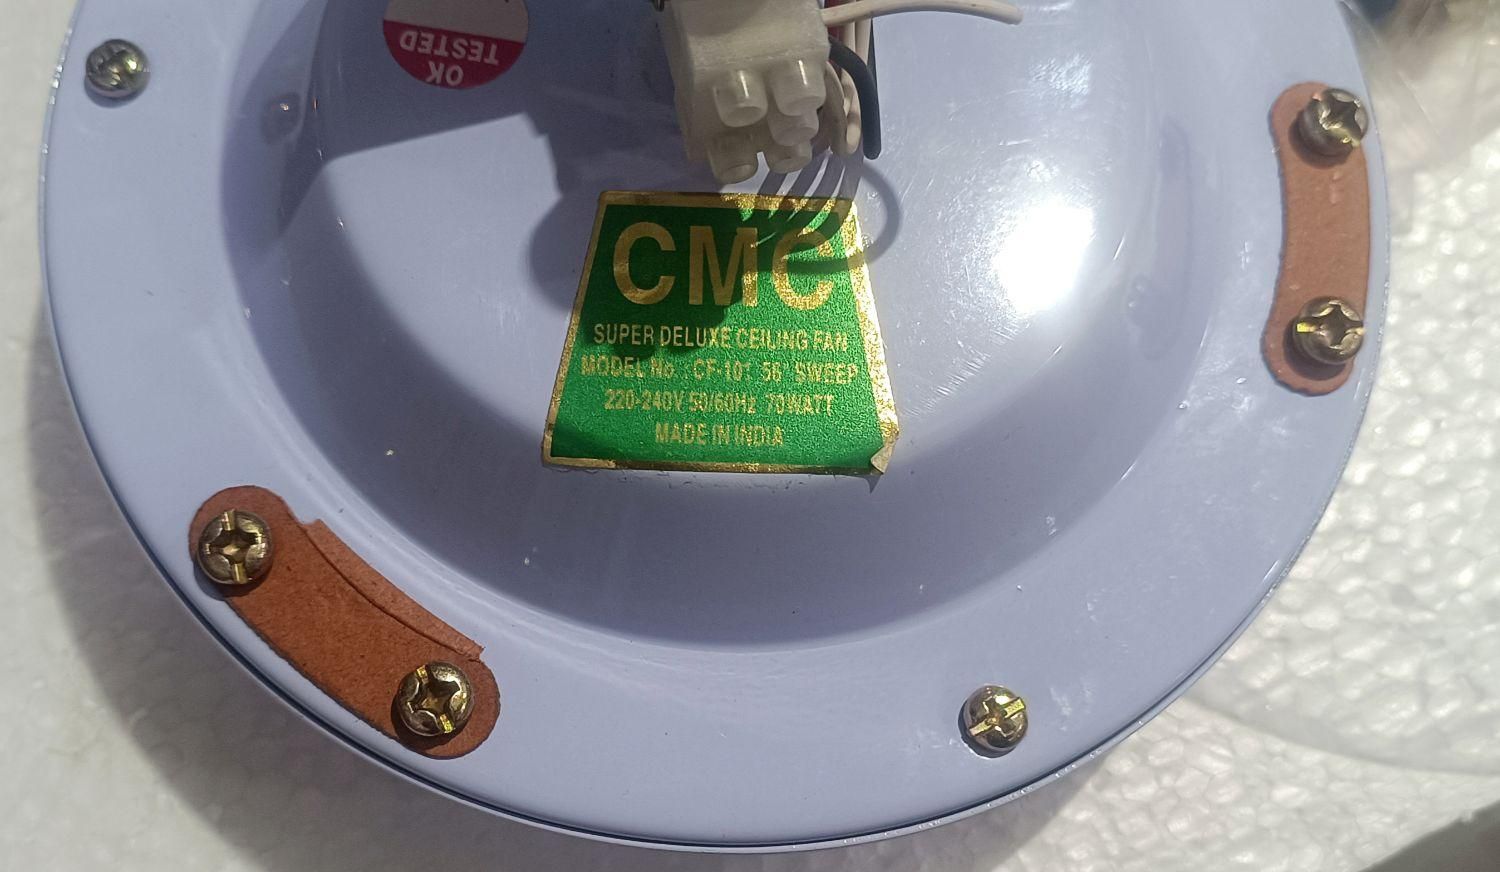 OK
TESTED
CMC
SUPER DELUXE CEILING FAN
MODEL No. CF-101 56" SWEEP
220-240V 50/60Hz 70WATT
MADE IN INDIA